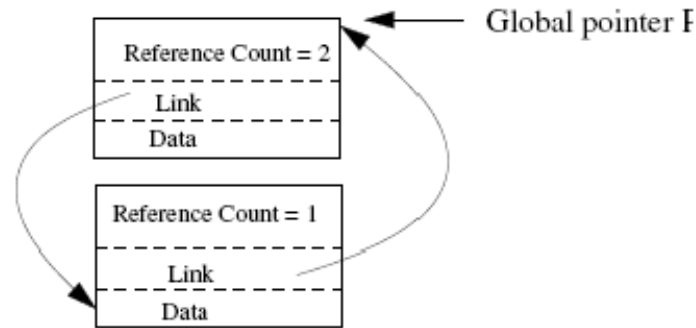 Global pointer
Reference Count = 2
Link
Data
Reference Count = 1
Link
Data